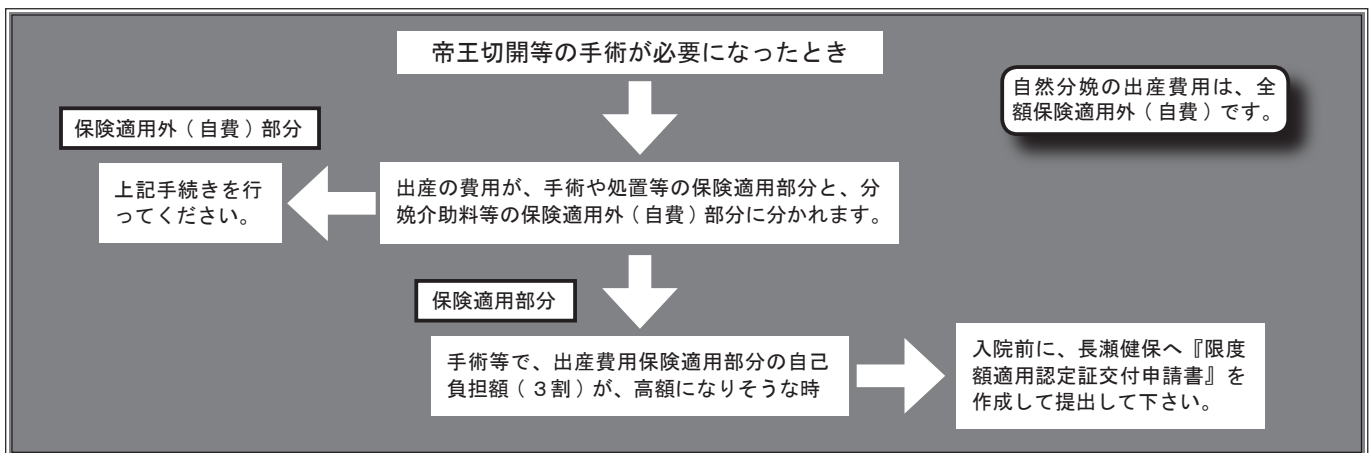 帝王切開等の手術が必要になったとき
自然分娩の出産費用は、全
額保険適用外(自費)です。
保険適用外(自費)部分
上記手続きを行
ってください。
出産の費用が、手術や処置等の保険適用部分と、分
娩介助料等の保険適用外(自費)部分に分かれます。
保険適用部分
手術等で、出産費用保険適用部分の自己
負担額(3割)が、高額になりそうな時
入院前に、長瀬健保へ『限度
額適用認定証交付申請書』を
作成して提出して下さい。